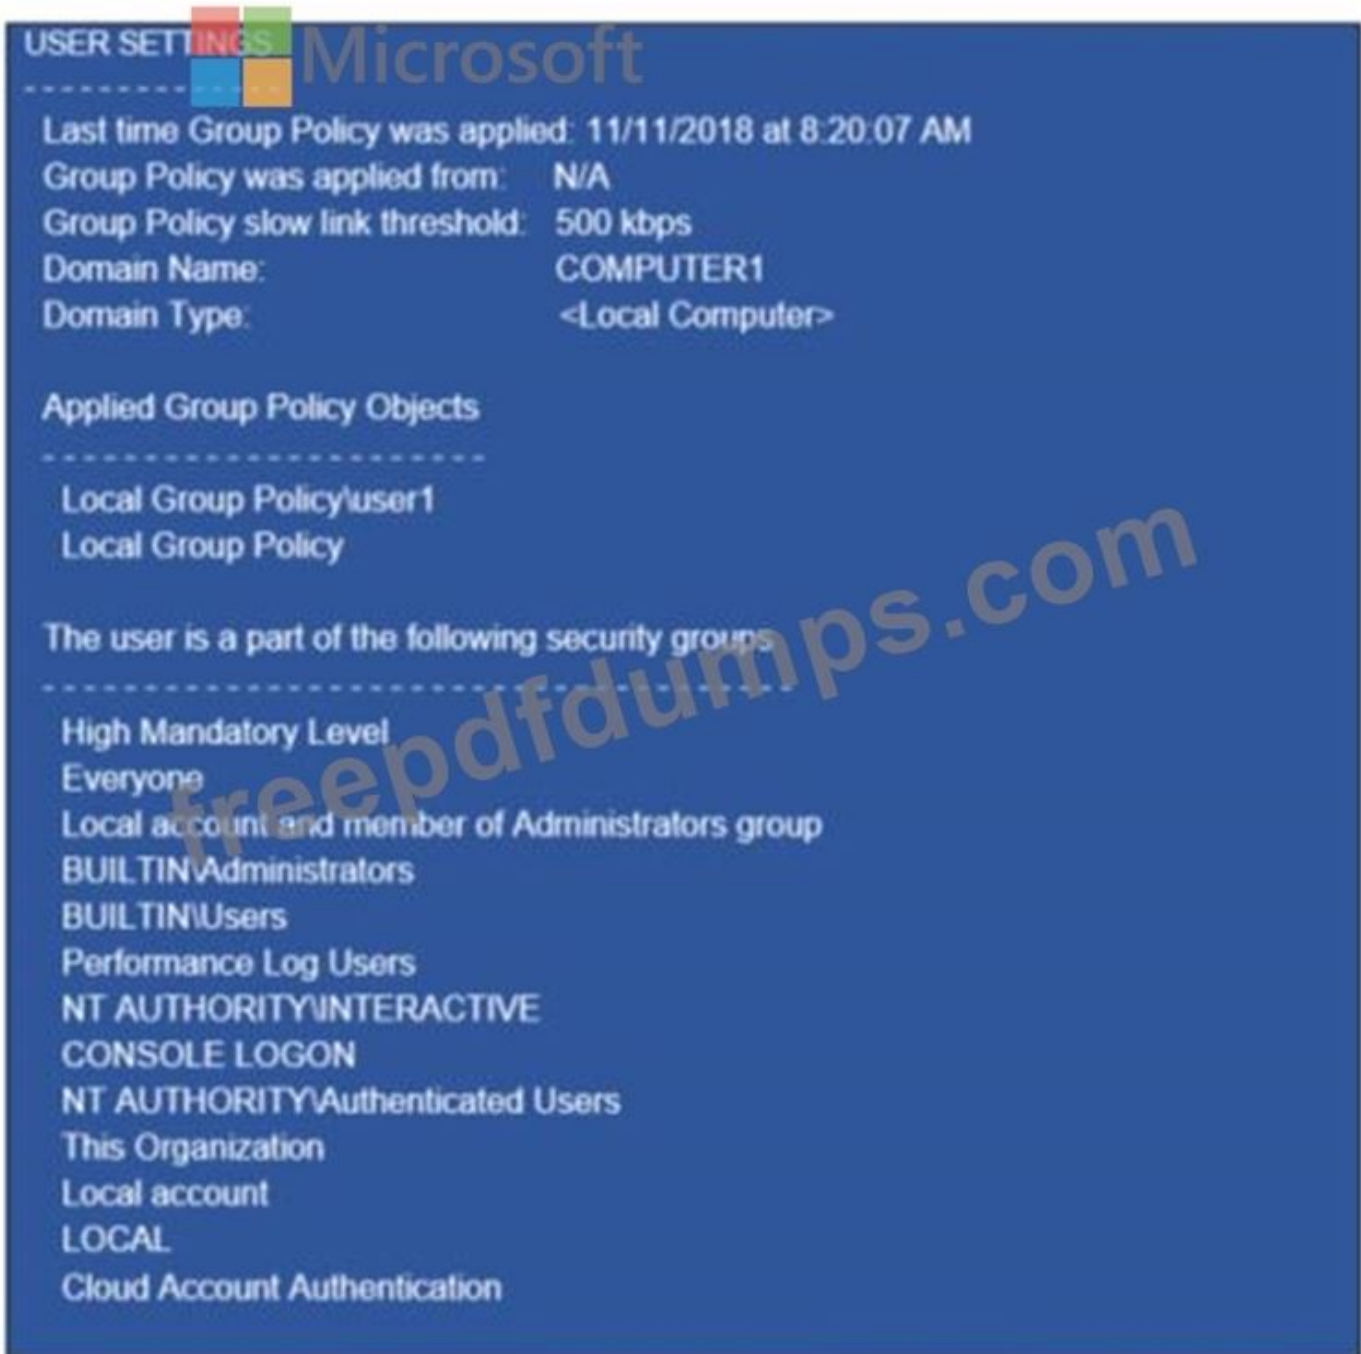 USER SETTINGS
Microsoft
- - - - - - - - - - - - - -
Last time Group Policy was applied: 11/11/2018 at 8:20:07 AM
Group Policy was applied from: N/A
Group Policy slow link threshold: 500 kbps
Domain Name: COMPUTER1
Domain Type: <Local Computer>
Applied Group Policy Objects
- - - - - - - - - - - - - - - - - - - - - - -
Local Group Policy\user1
Local Group Policy
The user is a part of the following security groups
- - - - - - - - - - - - - - - - - - - - - - - - - - - - - - - - - - - - -
High Mandatory Level
Everyone
Local account and member of Administrators group
BUILTIN\Administrators
BUILTIN\Users
Performance Log Users
NT AUTHORITY\INTERACTIVE
CONSOLE LOGON
NT AUTHORITY\Authenticated Users
This Organization
Local account
LOCAL
Cloud Account Authentication
freepdfdumps.com